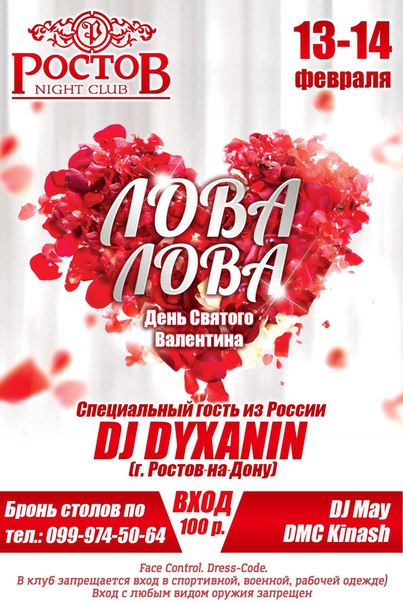 РОСТОВ
NIGHT CLUB
13-14
февраля
ЛОВА
ЛОВА
День Святого
Валентина
Специальный гость из России
DJ DYXANIN
(г. Ростов-на-Дону)
Бронь столов по
тел.: 099-974-50-64
ВХОД
100 р.
DJ May
DMC Kinash
Face Control. Dress-Code.
В клуб запрещается вход в спортивной, военной, рабочей одежде)
Вход с любым видом оружия запрещен